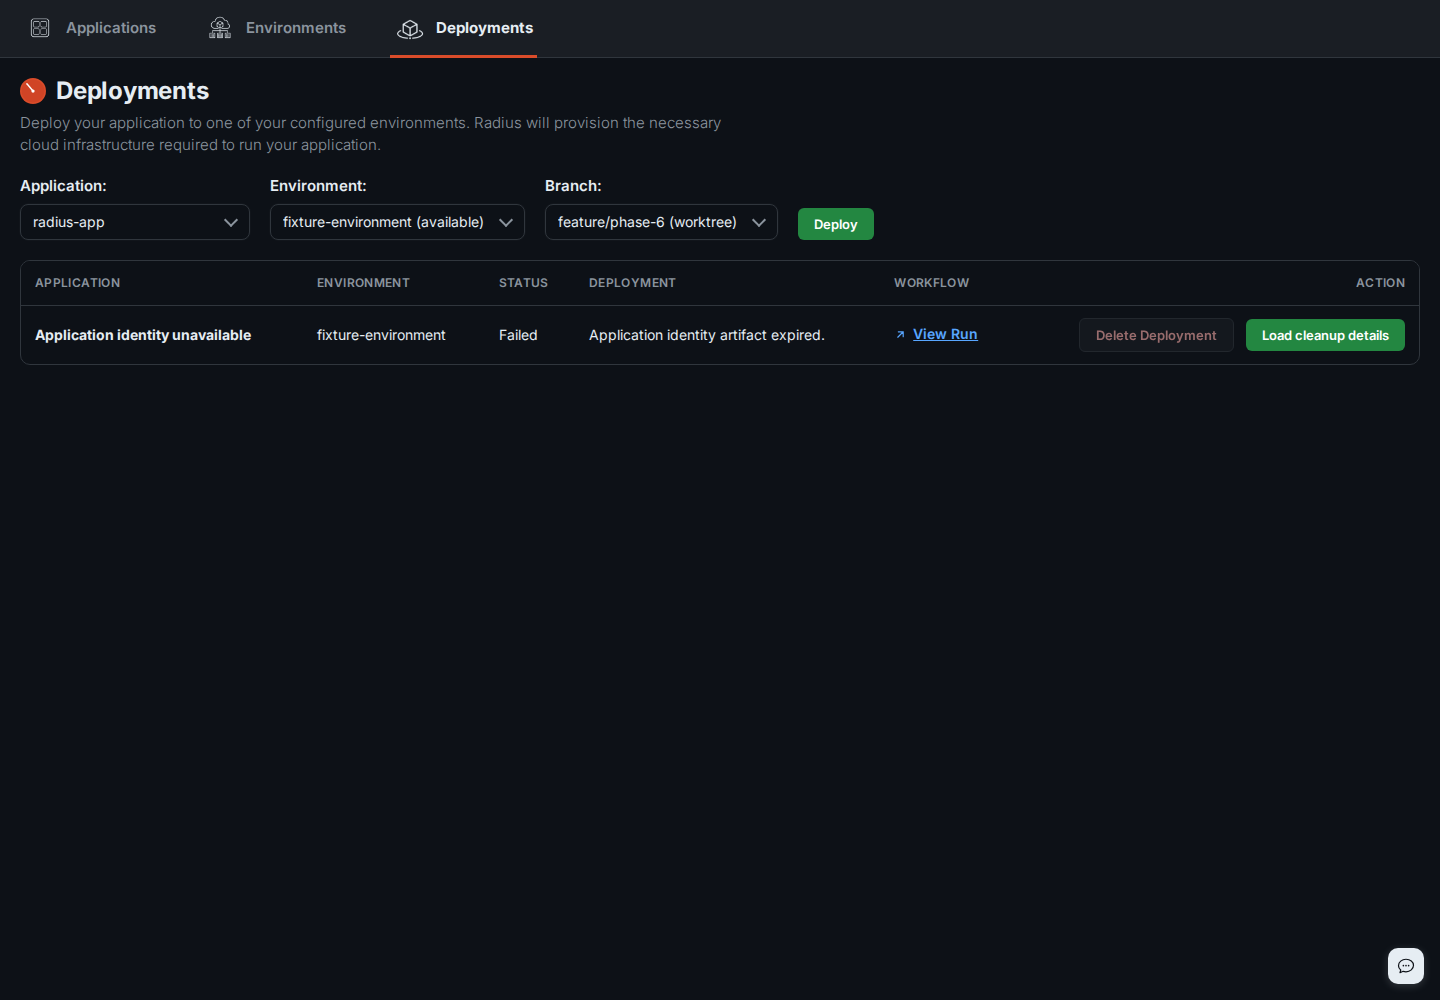 Applications
Environments
Deployments
Deployments
Deploy your application to one of your configured environments. Radius will provision the necessary
cloud infrastructure required to run your application.
Application:
Environment:
Branch:
radius-app
fixture-environment (available)
feature/phase-6 (worktree)
Deploy
APPLICATION
ENVIRONMENT
STATUS
DEPLOYMENT
WORKFLOW
ACTION
Application identity unavailable
fixture-environment
Failed
Application identity artifact expired.
View Run
Delete Deployment
Load cleanup details